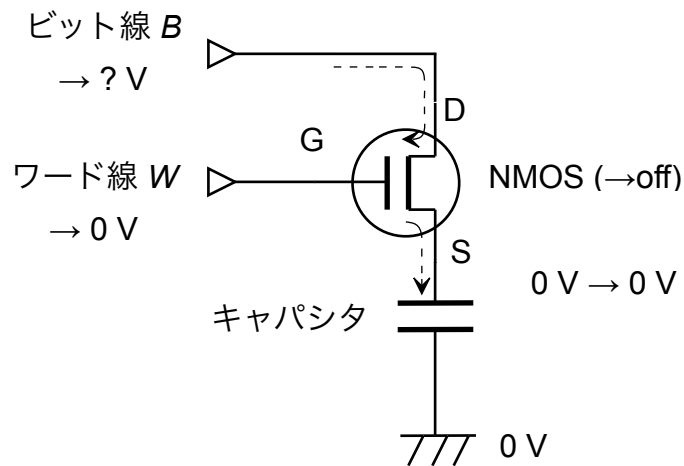 ビット線 B
→ ? V
D
G
ワード線 W
→ 0 V
NMOS (→off)
S
0 V → 0 V
キャパシタ
0 V